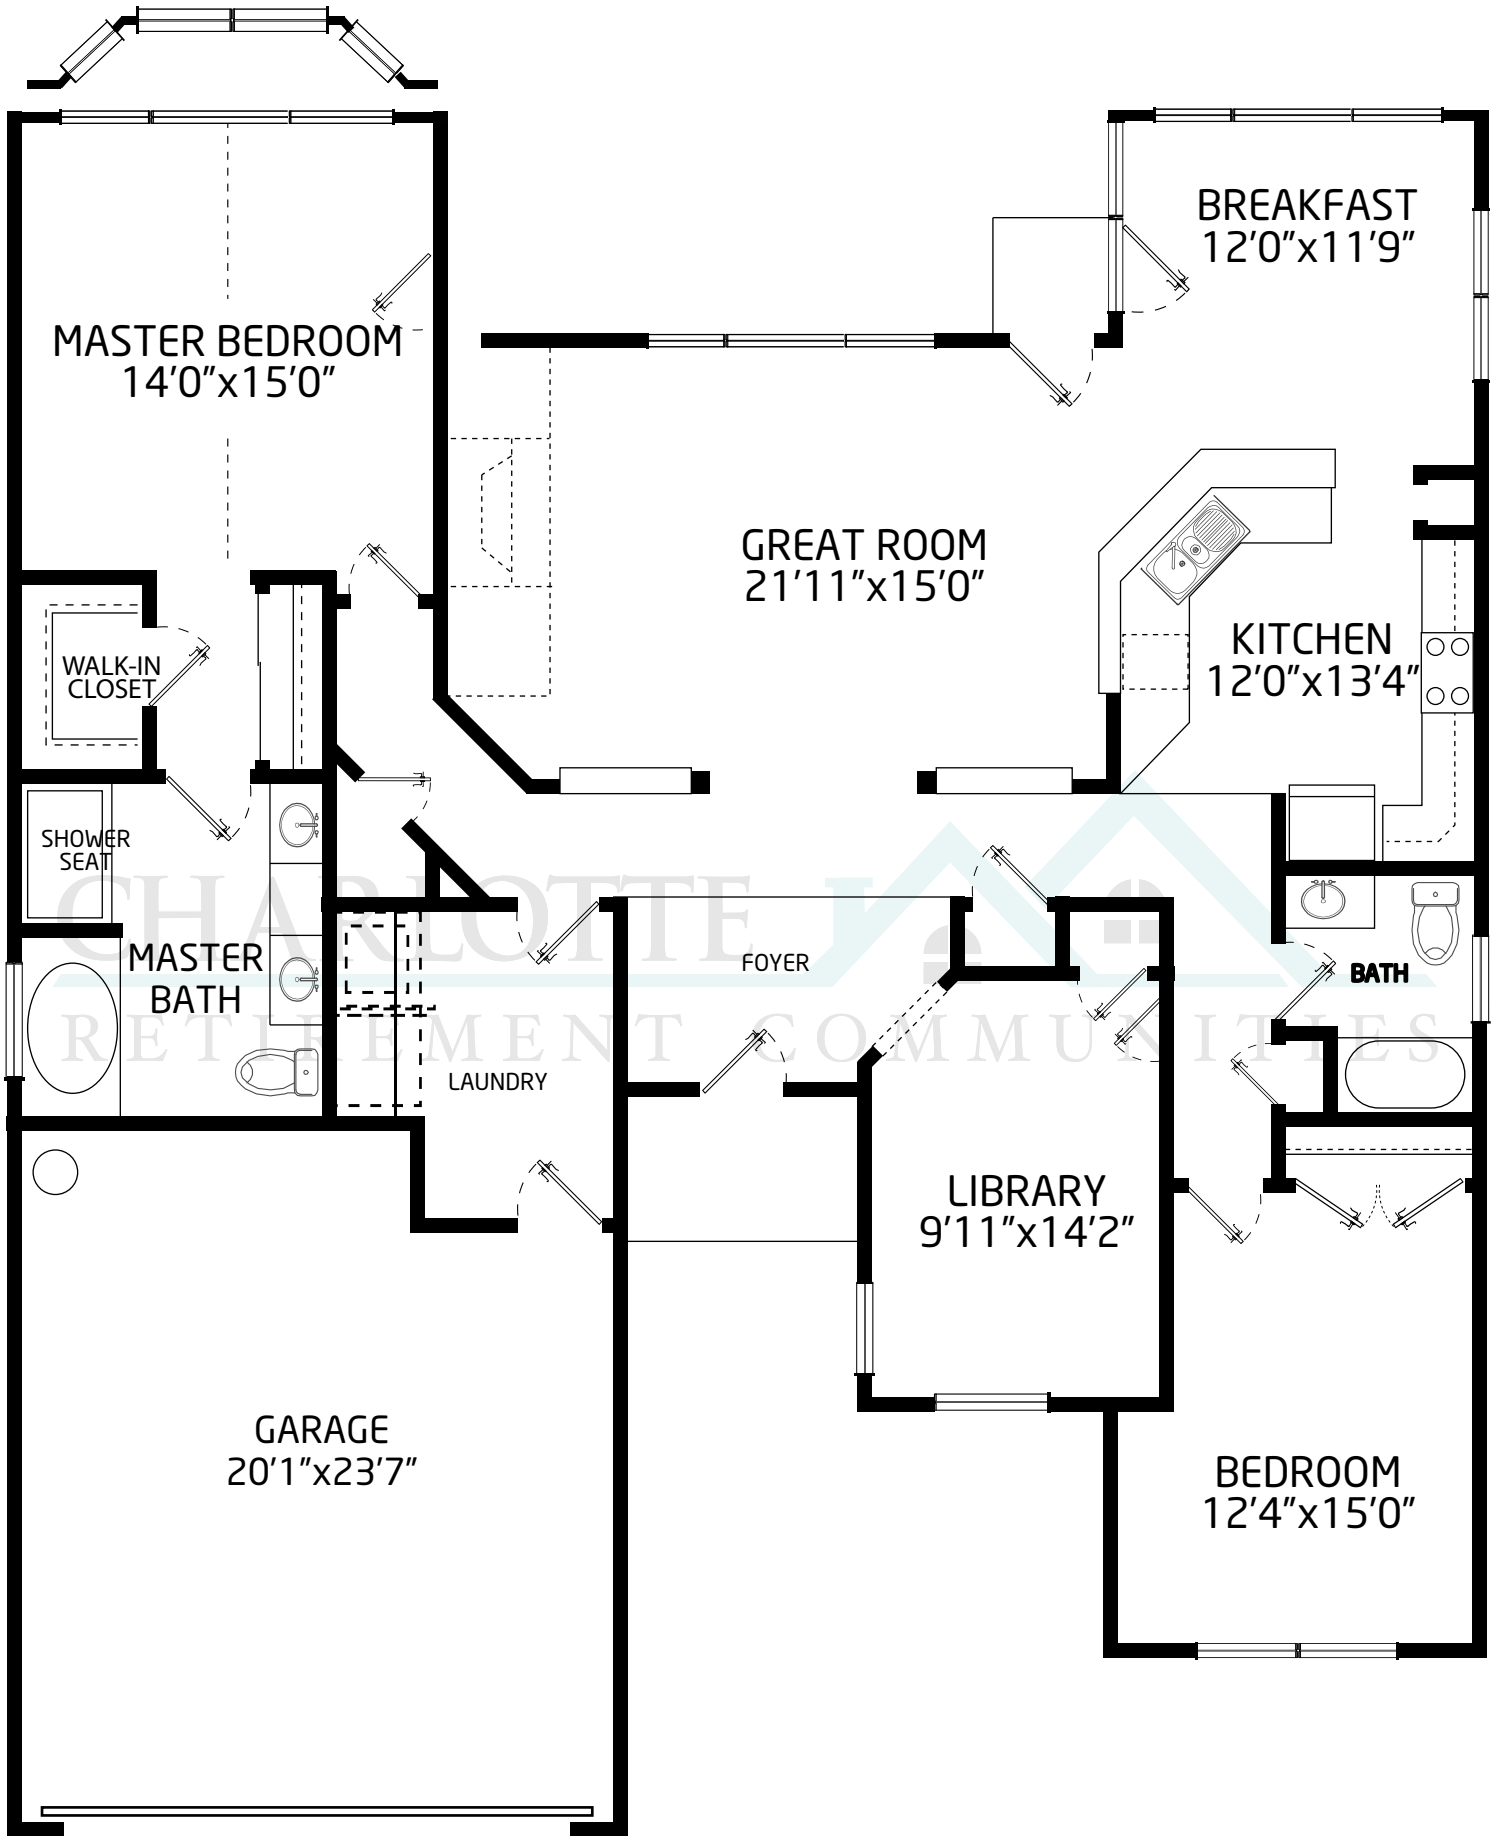 BREAKFAST
12'0"x11'9"
MASTER BEDROOM
14'0"x15'0"
GREAT ROOM
21'11"x15'0"
KITCHEN
12'0"x13'4"
WALK-IN
CLOSET
SHOWER
SEAT
CHARLOTTE
RETIREMENT COMMUNITIES
MASTER
BATH
FOYER
BATH
LAUNDRY
LIBRARY
9'11"x14'2"
GARAGE
20'1"x23'7"
BEDROOM
12'4"x15'0"